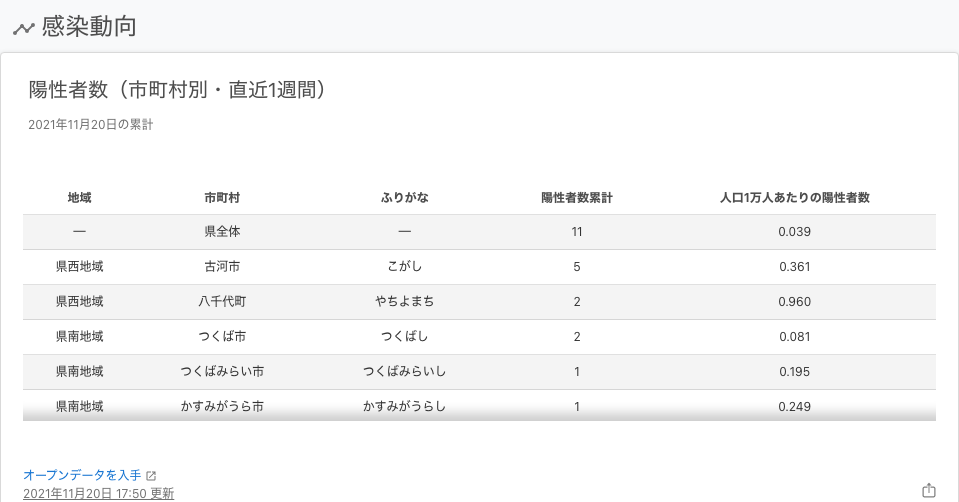 感染動向
陽性者数（市町村別・直近1週間）
2021年11月20日の累計
地域 市町村 ふりがな 陽性者数累計 人口1万人あたりの陽性者数
— 県全体 — 11 0.039
県西地域 古河市 こがし 5 0.361
県西地域 八千代町 やちよまち 2 0.960
県南地域 つくば市 つくばし 2 0.081
県南地域 つくばみらい市 つくばみらいし 1 0.195
県南地域 かすみがうら市 かすみがうらし 1 0.249
オープンデータを入手
2021年11月20日 17:50 更新